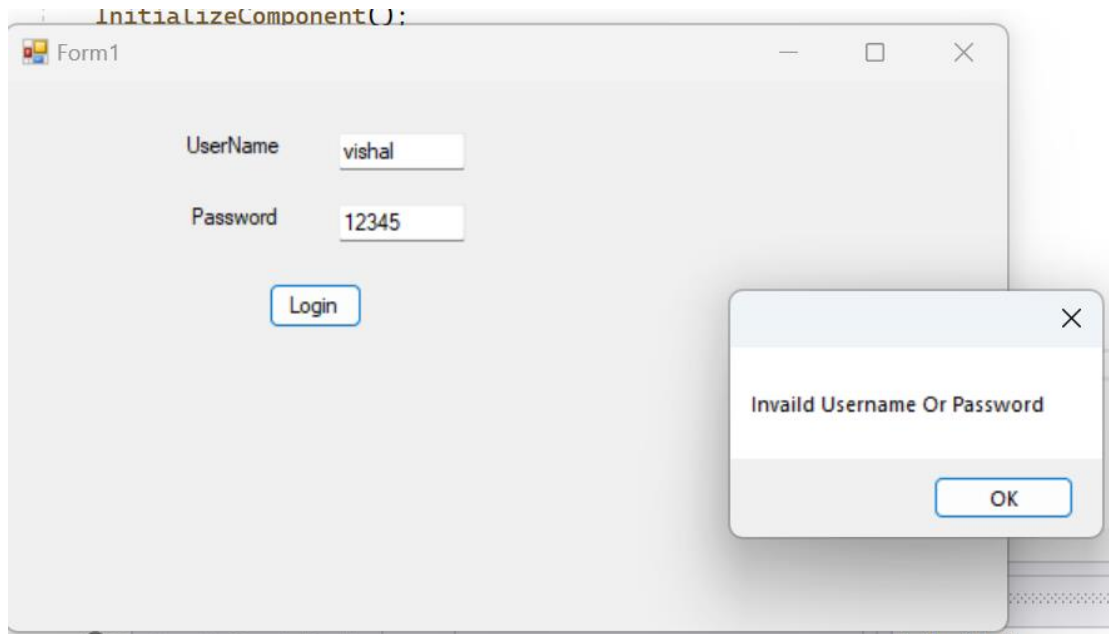 InitializeComponent();
Form1
UserName
vishal
Password
12345
Login
Invaild Username Or Password
OK